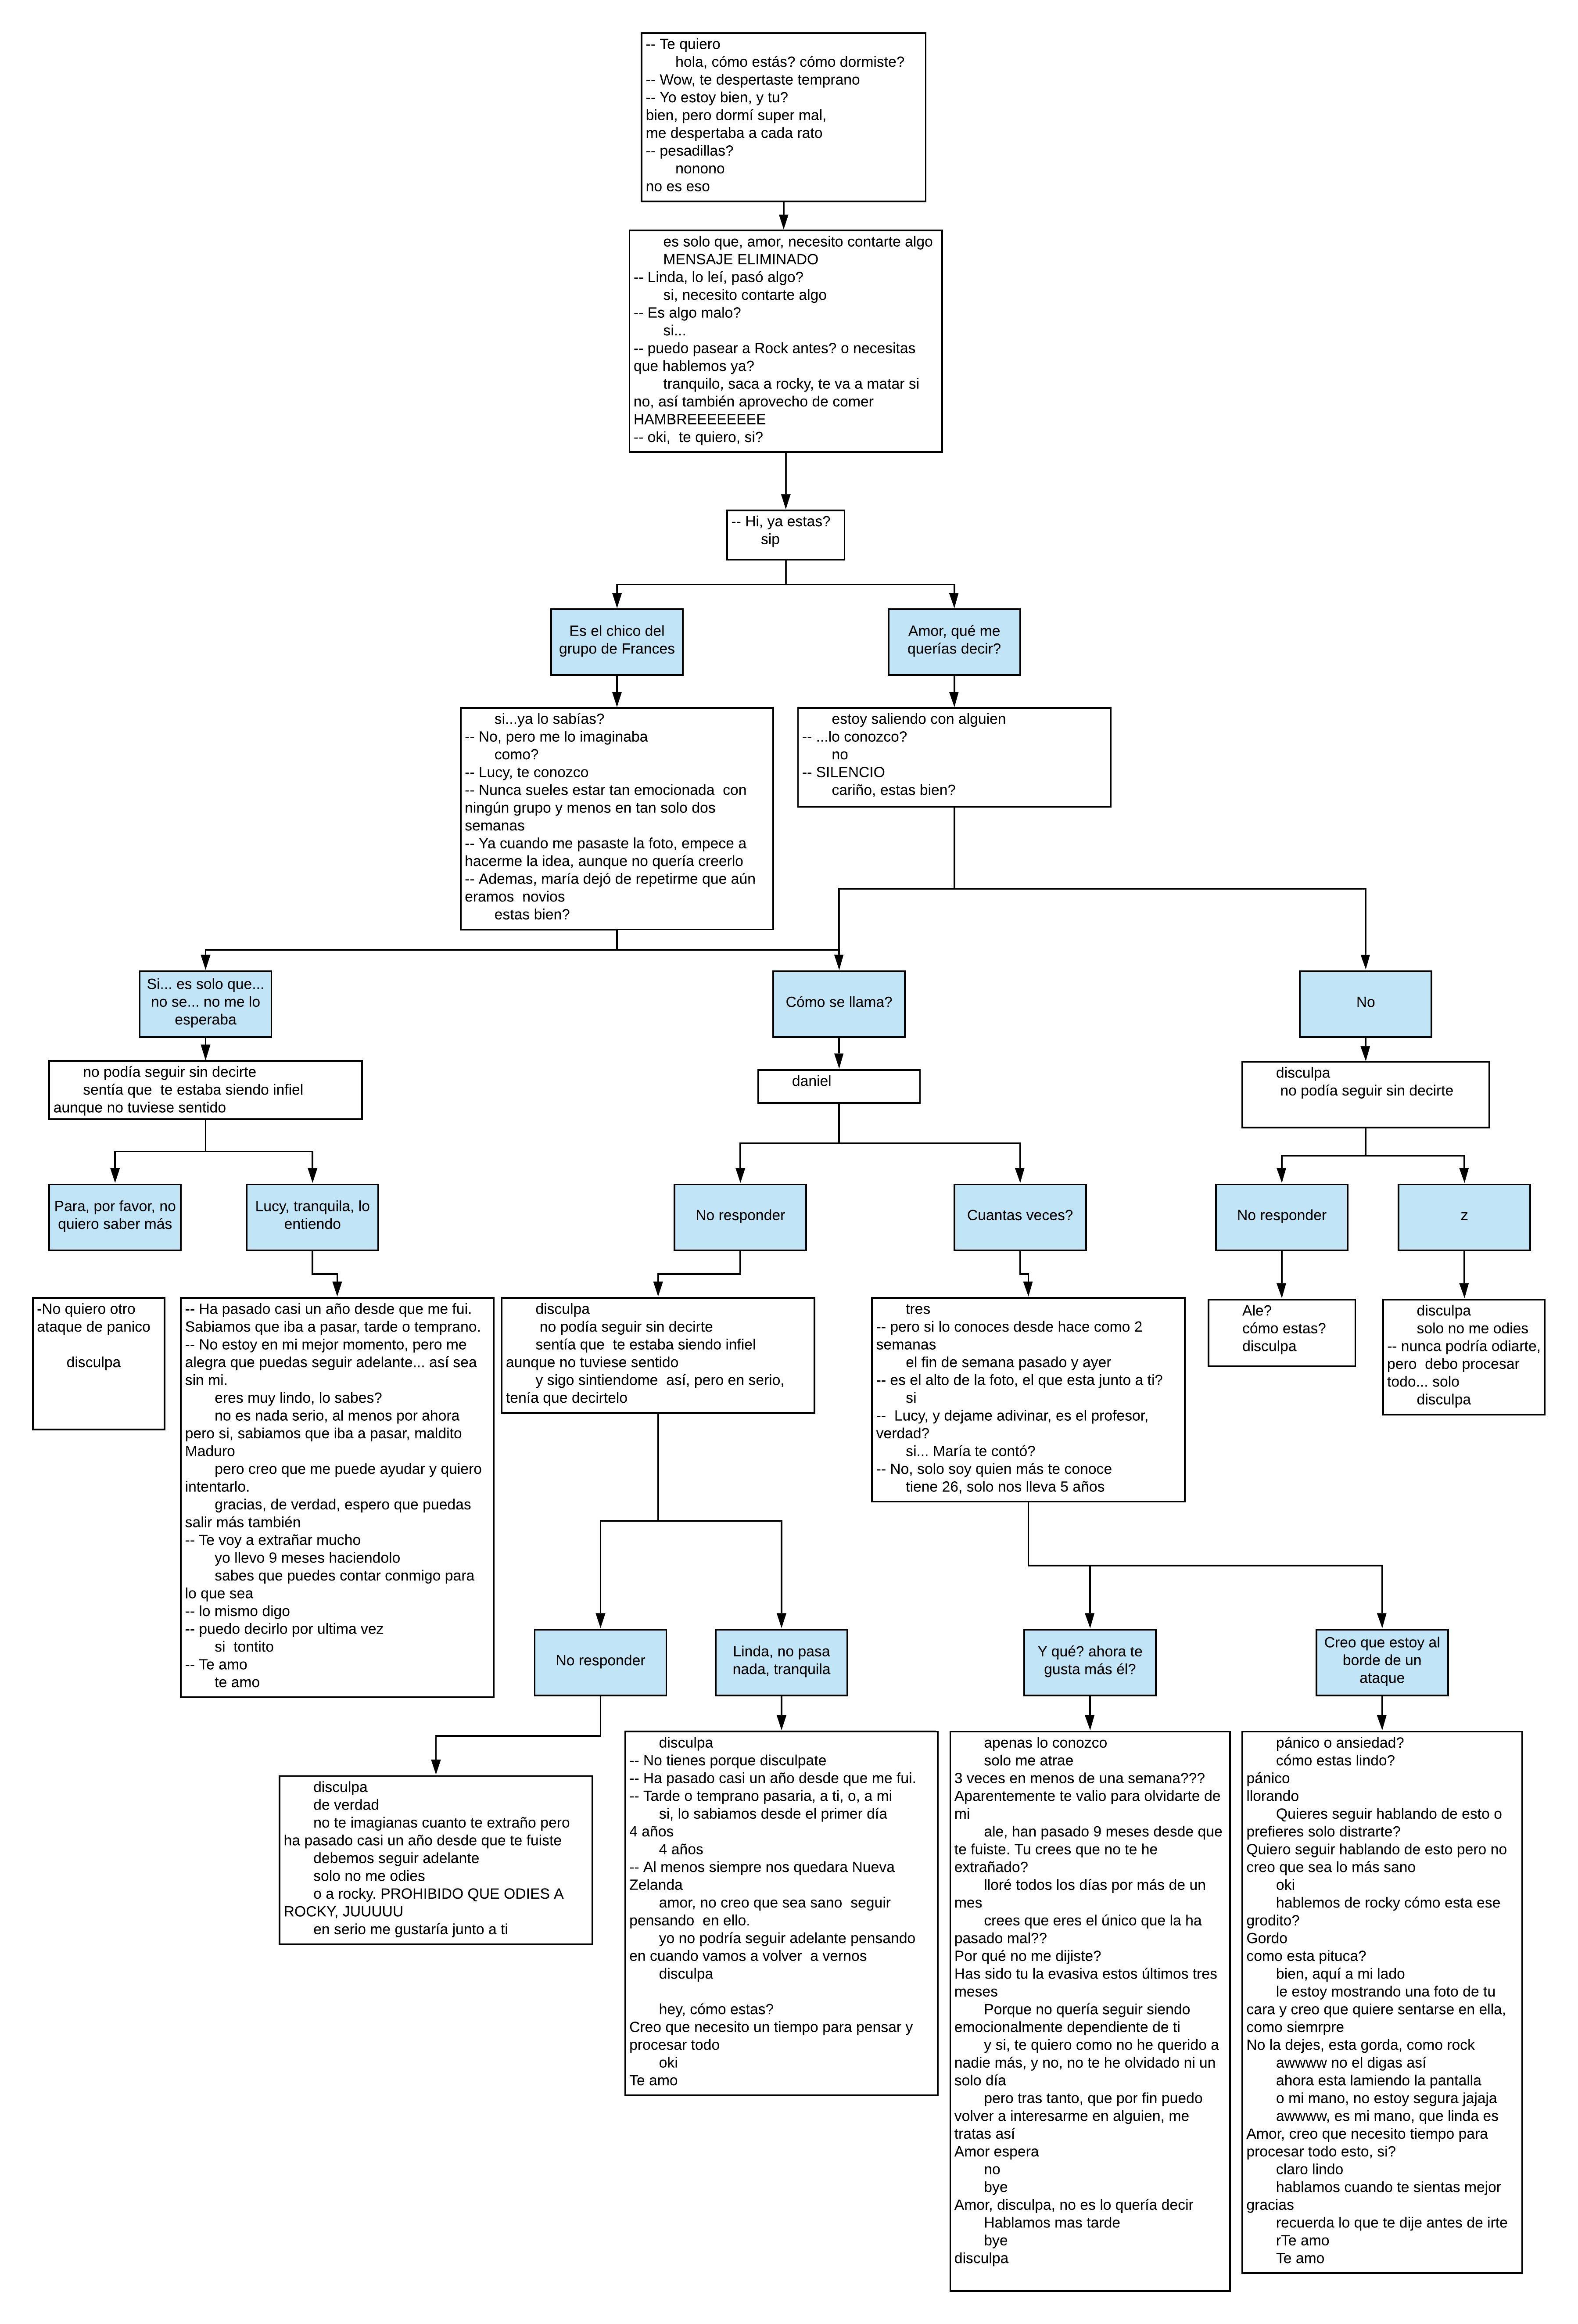 -- Te quiero
hola, cómo estás? cómo dormiste?
-- Wow, te despertaste temprano
-- Yo estoy bien, y tu?
bien, pero dormí super mal,
me despertaba a cada rato
-- pesadillas?
nonono
no es eso
es solo que, amor, necesito contarte algo
MENSAJE ELIMINADO
-- Linda, lo leí, pasó algo?
si, necesito contarte algo
-- Es algo malo?
si...
-- puedo pasear a Rock antes? o necesitas
que hablemos ya?
tranquilo, saca a rocky, te va a matar si
no, así también aprovecho de comer
HAMBREEEEEEEE
-- oki,  te quiero, si?
-- Hi, ya estas?
sip
Es el chico del
grupo de Frances
Amor, qué me
querías decir?
si...ya lo sabías?
-- No, pero me lo imaginaba
como?
-- Lucy, te conozco
-- Nunca sueles estar tan emocionada  con
ningún grupo y menos en tan solo dos
semanas
-- Ya cuando me pasaste la foto, empece a
hacerme la idea, aunque no quería creerlo
-- Ademas, maría dejó de repetirme que aún
eramos  novios
estas bien?
estoy saliendo con alguien
-- ...lo conozco?
no
-- SILENCIO
cariño, estas bien?
Si... es solo que...
no se... no me lo
esperaba
Cómo se llama?
No
no podía seguir sin decirte
sentía que  te estaba siendo infiel
aunque no tuviese sentido
daniel
disculpa
no podía seguir sin decirte
Para, por favor, no
quiero saber más
Lucy, tranquila, lo
entiendo
No responder
Cuantas veces?
No responder
z
-No quiero otro
ataque de panico
disculpa
-- Ha pasado casi un año desde que me fui.
Sabiamos que iba a pasar, tarde o temprano.
-- No estoy en mi mejor momento, pero me
alegra que puedas seguir adelante... así sea
sin mi.
eres muy lindo, lo sabes?
no es nada serio, al menos por ahora
pero si, sabiamos que iba a pasar, maldito
Maduro
pero creo que me puede ayudar y quiero
intentarlo.
gracias, de verdad, espero que puedas
salir más también
-- Te voy a extrañar mucho
yo llevo 9 meses haciendolo
sabes que puedes contar conmigo para
lo que sea
-- lo mismo digo
-- puedo decirlo por ultima vez
si  tontito
-- Te amo
te amo
disculpa
no podía seguir sin decirte
sentía que  te estaba siendo infiel
aunque no tuviese sentido
y sigo sintiendome  así, pero en serio,
tenía que decirtelo
tres
-- pero si lo conoces desde hace como 2
semanas
el fin de semana pasado y ayer
-- es el alto de la foto, el que esta junto a ti?
si
--  Lucy, y dejame adivinar, es el profesor,
verdad?
si... María te contó?
-- No, solo soy quien más te conoce
tiene 26, solo nos lleva 5 años
Ale?
cómo estas?
disculpa
disculpa
solo no me odies
-- nunca podría odiarte,
pero  debo procesar
todo... solo
disculpa
No responder
Linda, no pasa
nada, tranquila
Y qué? ahora te
gusta más él?
Creo que estoy al
borde de un
ataque
disculpa
de verdad
no te imagianas cuanto te extraño pero
ha pasado casi un año desde que te fuiste
debemos seguir adelante
solo no me odies
o a rocky. PROHIBIDO QUE ODIES A
ROCKY, JUUUUU
en serio me gustaría junto a ti
disculpa
-- No tienes porque disculpate
-- Ha pasado casi un año desde que me fui.
-- Tarde o temprano pasaria, a ti, o, a mi
si, lo sabiamos desde el primer día
4 años
4 años
-- Al menos siempre nos quedara Nueva
Zelanda
amor, no creo que sea sano  seguir
pensando  en ello.
yo no podría seguir adelante pensando
en cuando vamos a volver  a vernos
disculpa
hey, cómo estas?
Creo que necesito un tiempo para pensar y
procesar todo
oki
Te amo
apenas lo conozco
solo me atrae
3 veces en menos de una semana???
Aparentemente te valio para olvidarte de
mi
ale, han pasado 9 meses desde que
te fuiste. Tu crees que no te he
extrañado?
lloré todos los días por más de un
mes
crees que eres el único que la ha
pasado mal??
Por qué no me dijiste?
Has sido tu la evasiva estos últimos tres
meses
Porque no quería seguir siendo
emocionalmente dependiente de ti
y si, te quiero como no he querido a
nadie más, y no, no te he olvidado ni un
solo día
pero tras tanto, que por fin puedo
volver a interesarme en alguien, me
tratas así
Amor espera
no
bye
Amor, disculpa, no es lo quería decir
Hablamos mas tarde
bye
disculpa
pánico o ansiedad?
cómo estas lindo?
pánico
llorando
Quieres seguir hablando de esto o
prefieres solo distrarte?
Quiero seguir hablando de esto pero no
creo que sea lo más sano
oki
hablemos de rocky cómo esta ese
grodito?
Gordo
como esta pituca?
bien, aquí a mi lado
le estoy mostrando una foto de tu
cara y creo que quiere sentarse en ella,
como siemrpre
No la dejes, esta gorda, como rock
awwww no el digas así
ahora esta lamiendo la pantalla
o mi mano, no estoy segura jajaja
awwww, es mi mano, que linda es
Amor, creo que necesito tiempo para
procesar todo esto, si?
claro lindo
hablamos cuando te sientas mejor
gracias
recuerda lo que te dije antes de irte
rTe amo
Te amo